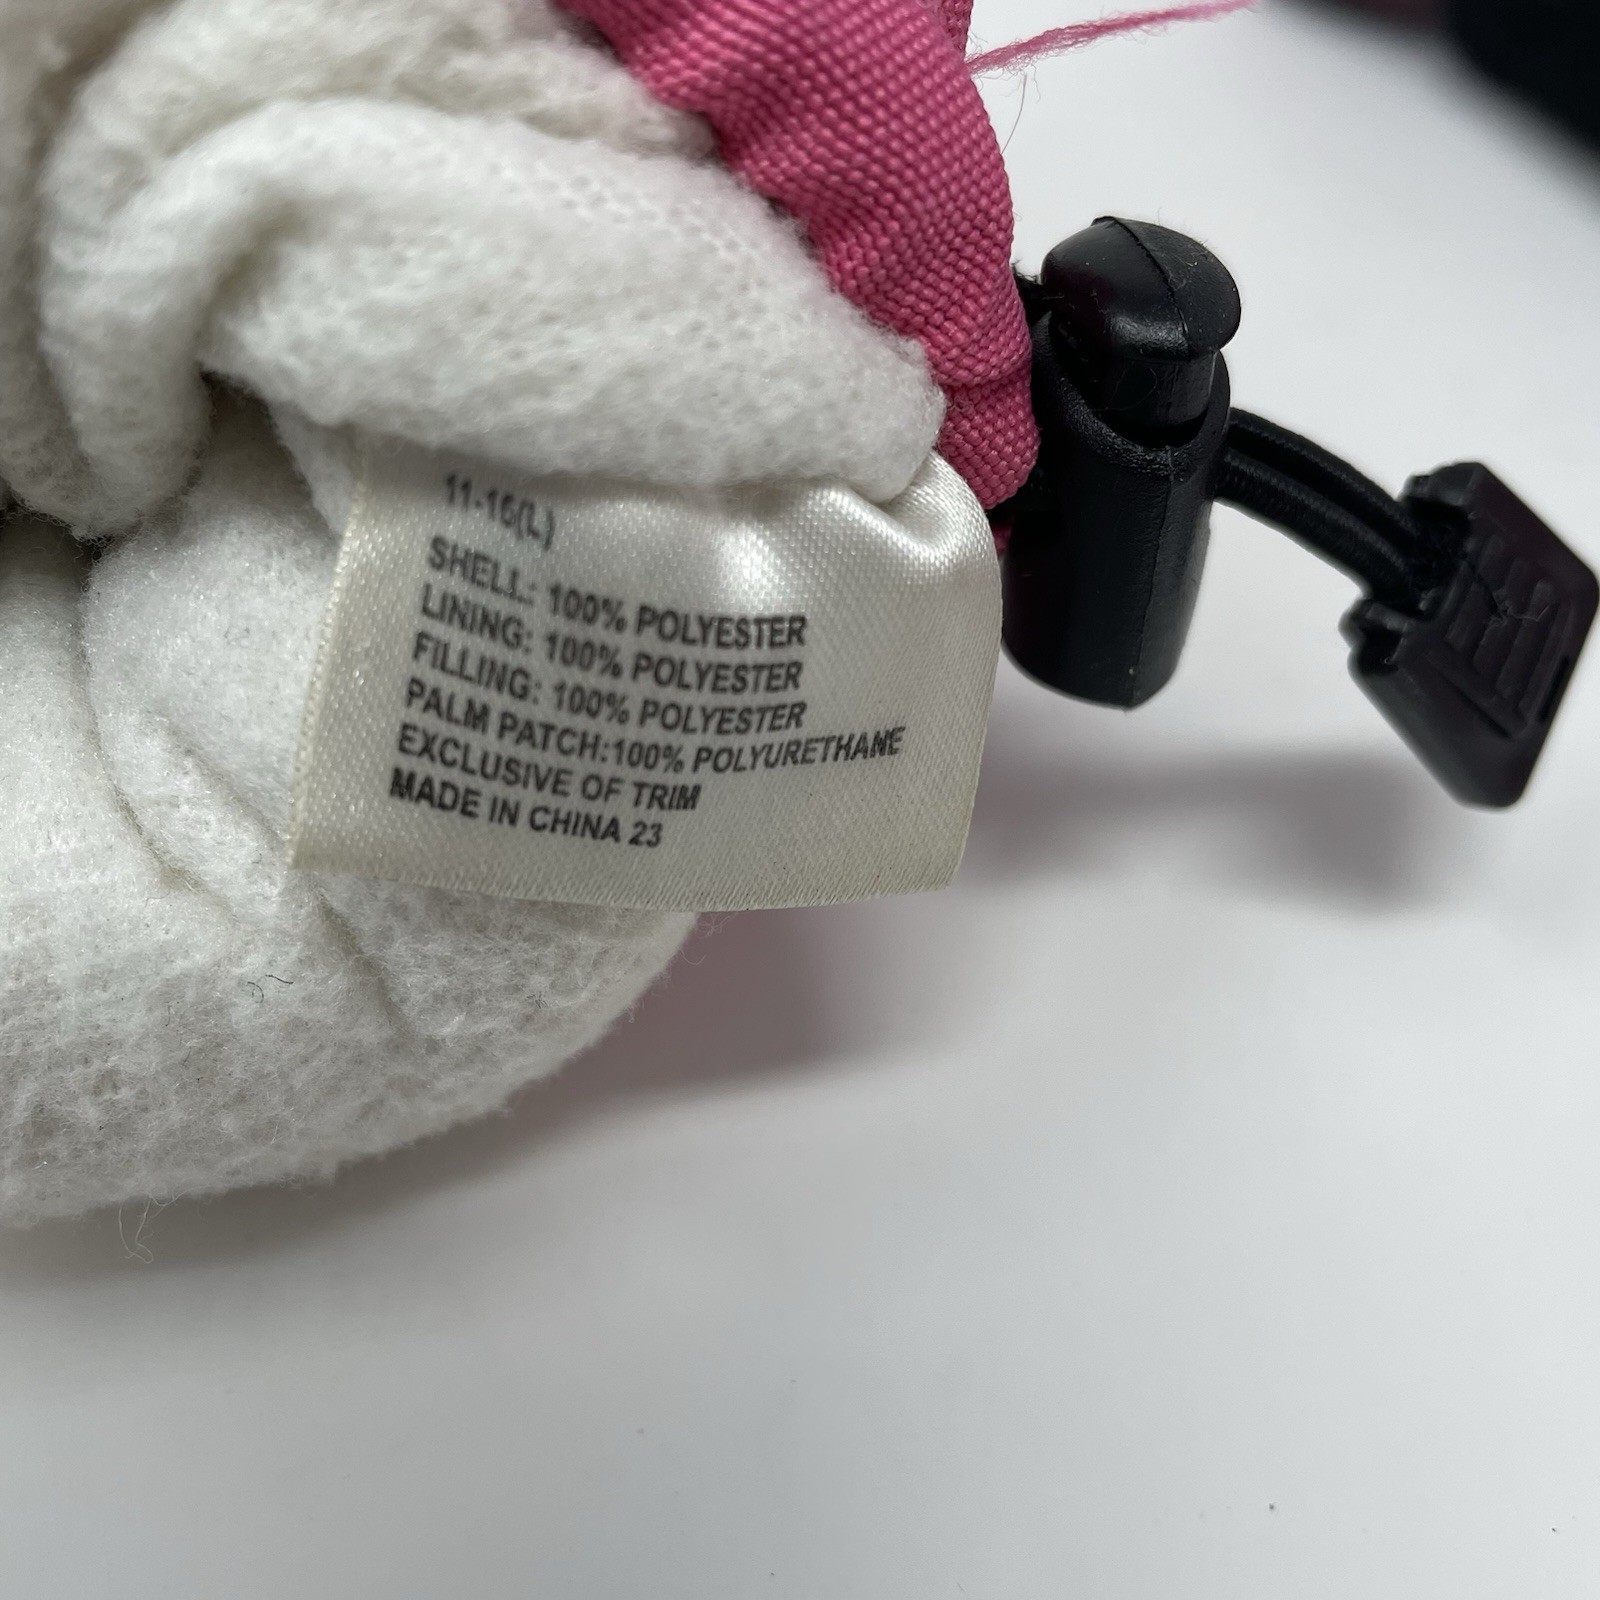 11-16(L)
SHELL: 100% POLYESTER
LINING: 100% POLYESTER
FILLING: 100% POLYESTER
PALM PATCH:100% POLYURETHANE
EXCLUSIVE OF TRIM
MADE IN CHINA 23